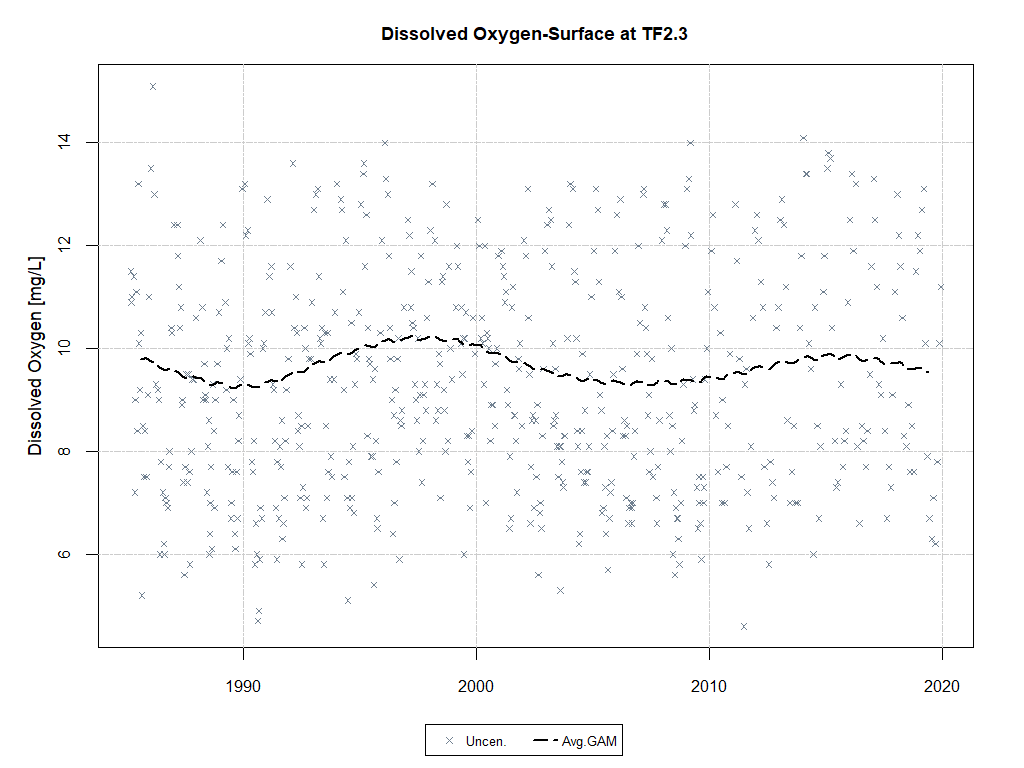 Dissolved Oxygen-Surface at TF2.3
Dissolved Oxygen [mg/L]
14
12
10
8
6
1990 2000 2010 2020
Uncen. Avg.GAM